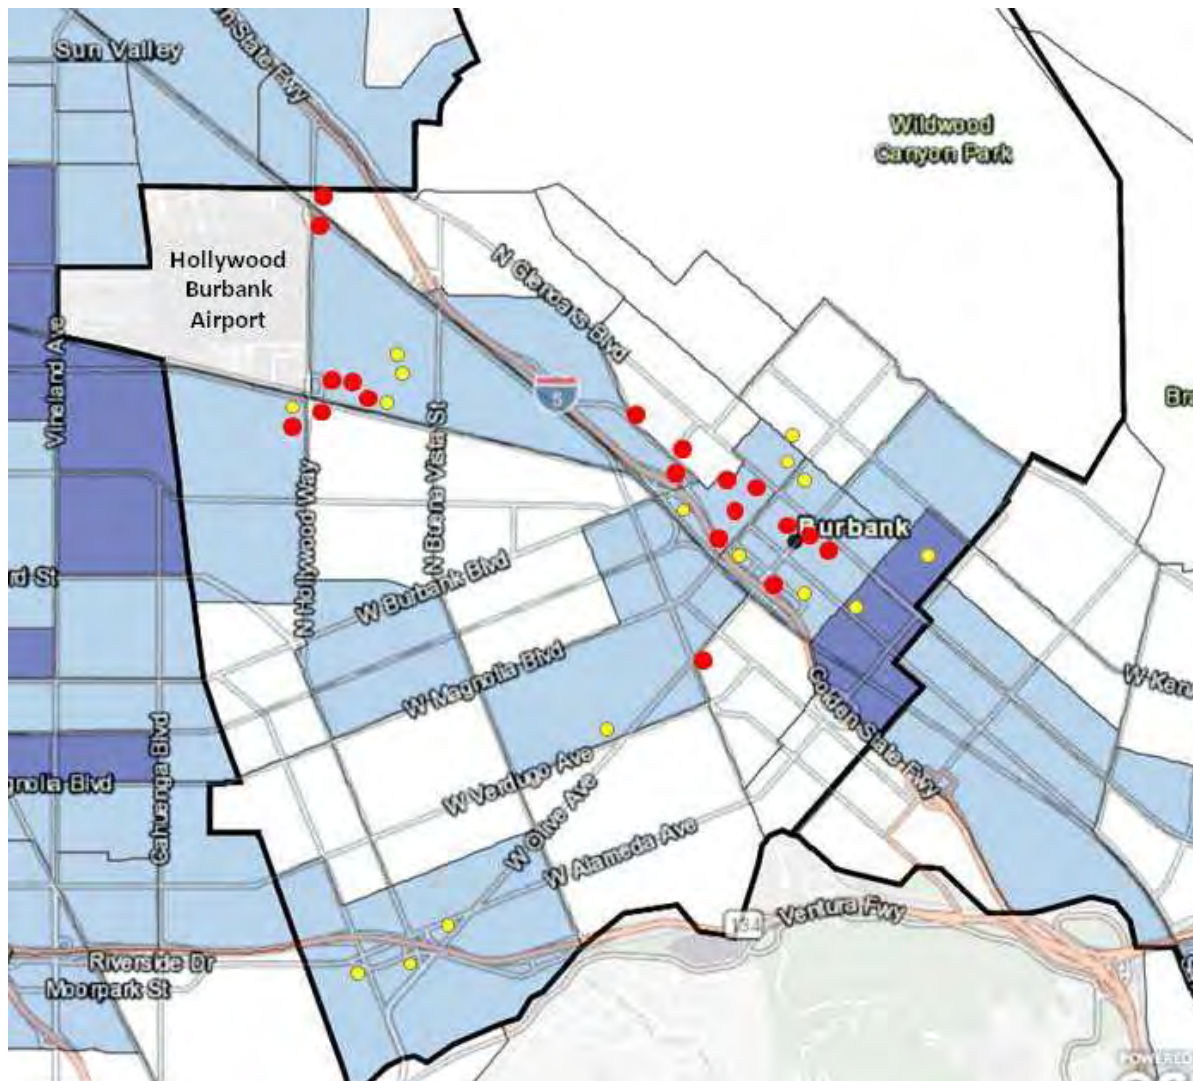 Sun Valley
n-State Fwy
Wildwood
Canyon Park
Hollywood
Burbank
Airport
N Glenoaks Blvd
Vineland Ave
5
N Buena Vista St
N Hollywood Way
Burbank
rd St
W Burbank Blvd
W Magnolia Blvd
Golden State Fwy
Cahuenga Blvd
gnolia Blvd
W Verdugo Ave
W Olive Ave
W Alameda Ave
134
Ventura Fwy
Riverside Dr
Moorpark St
POWERED